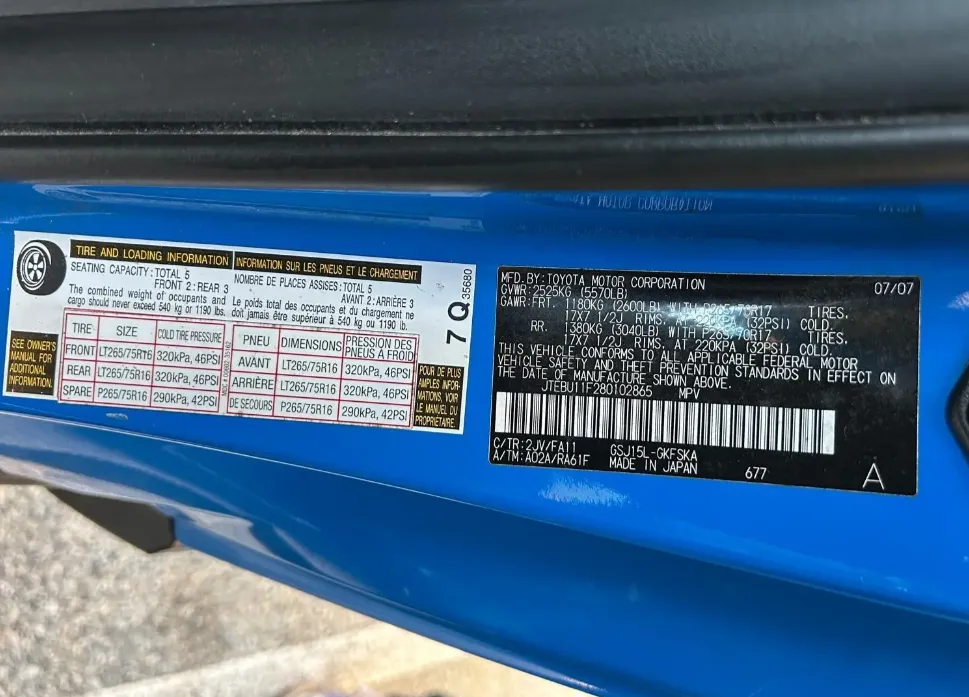 TIRE AND LOADING INFORMATION
INFORMATION SUR LES PNEUS ET LE CHARGEMENT
SEATING CAPACITY: TOTAL 5
FRONT 2: REAR 3
NOMBRE DE PLACES ASSISES: TOTAL 5
AVANT 2: ARRIÈRE 3
The combined weight of occupants and
cargo should never exceed 540 kg or 1190 lb.
Le poids total des occupants et du chargement ne
doit jamais être supérieur à 540 kg ou 1190 lb.
TIRE SIZE COLD TIRE PRESSURE
FRONT LT265/75R16 320kPa, 46PSI
REAR LT265/75R16 320kPa, 46PSI
SPARE P265/75R16 290kPa, 42PSI
PNEU DIMENSIONS PRESSION DES PNEUS A FROID
AVANT LT265/75R16 320kPa, 46PSI
ARRIÈRE LT265/75R16 320kPa, 46PSI
DE SECOURS P265/75R16 290kPa, 42PSI
SEE OWNER'S
MANUAL FOR
ADDITIONAL
INFORMATION.
POUR DE PLUS
AMPLES INFOR-
MATIONS, VOIR
LE MANUEL DU
PROPRIÉTAIRE.
7 Q 35680
MFD. BY: TOYOTA MOTOR CORPORATION 07/07
GVWR: 2525KG (5570LB)
GAWR: FRT. 1180KG (2600LB) WITH TIRES.
17X7 1/2J RIMS, (32PSI) COLD.
RR. 1380KG (3040LB) WITH TIRES.
17X7 1/2J RIMS, AT 220KPA (32PSI) COLD.
THIS VEHICLE CONFORMS TO ALL APPLICABLE FEDERAL MOTOR
VEHICLE SAFETY AND THEFT PREVENTION STANDARDS IN EFFECT ON
THE DATE OF MANUFACTURE SHOWN ABOVE.
JTEBU11F280102865 MPV
C/TR: 2JV/FA11 GSJ15L-GKFSKA
A/TM: A02A/RA61F MADE IN JAPAN 677 A